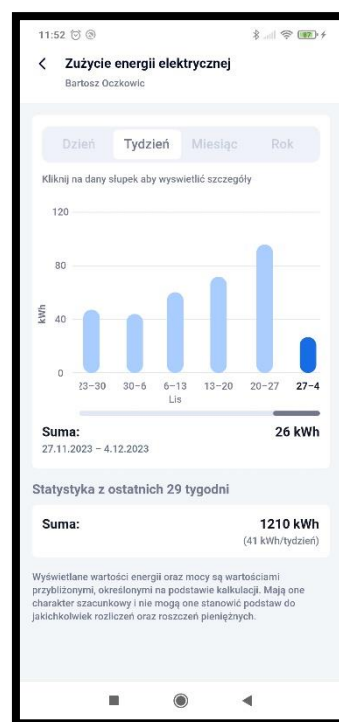 11:52
87
Zużycie energii elektrycznej
Bartosz Oczkowic
Dzień Tydzień Miesiąc Rok
Kliknij na dany słupek aby wyswietlić szczegóły
120
80
40
0
kWh
23–30 30–6 6–13 13–20 20–27 27–4
Lis
Suma: 26 kWh
27.11.2023 – 4.12.2023
Statystyka z ostatnich 29 tygodni
Suma: 1210 kWh
(41 kWh/tydzień)
Wyświetlane wartości energii oraz mocy są wartościami
przybliżonymi, określonymi na podstawie kalkulacji. Mają one
charakter szacunkowy i nie mogą one stanowić podstaw do
jakichkolwiek rozliczeń oraz roszczeń pieniężnych.